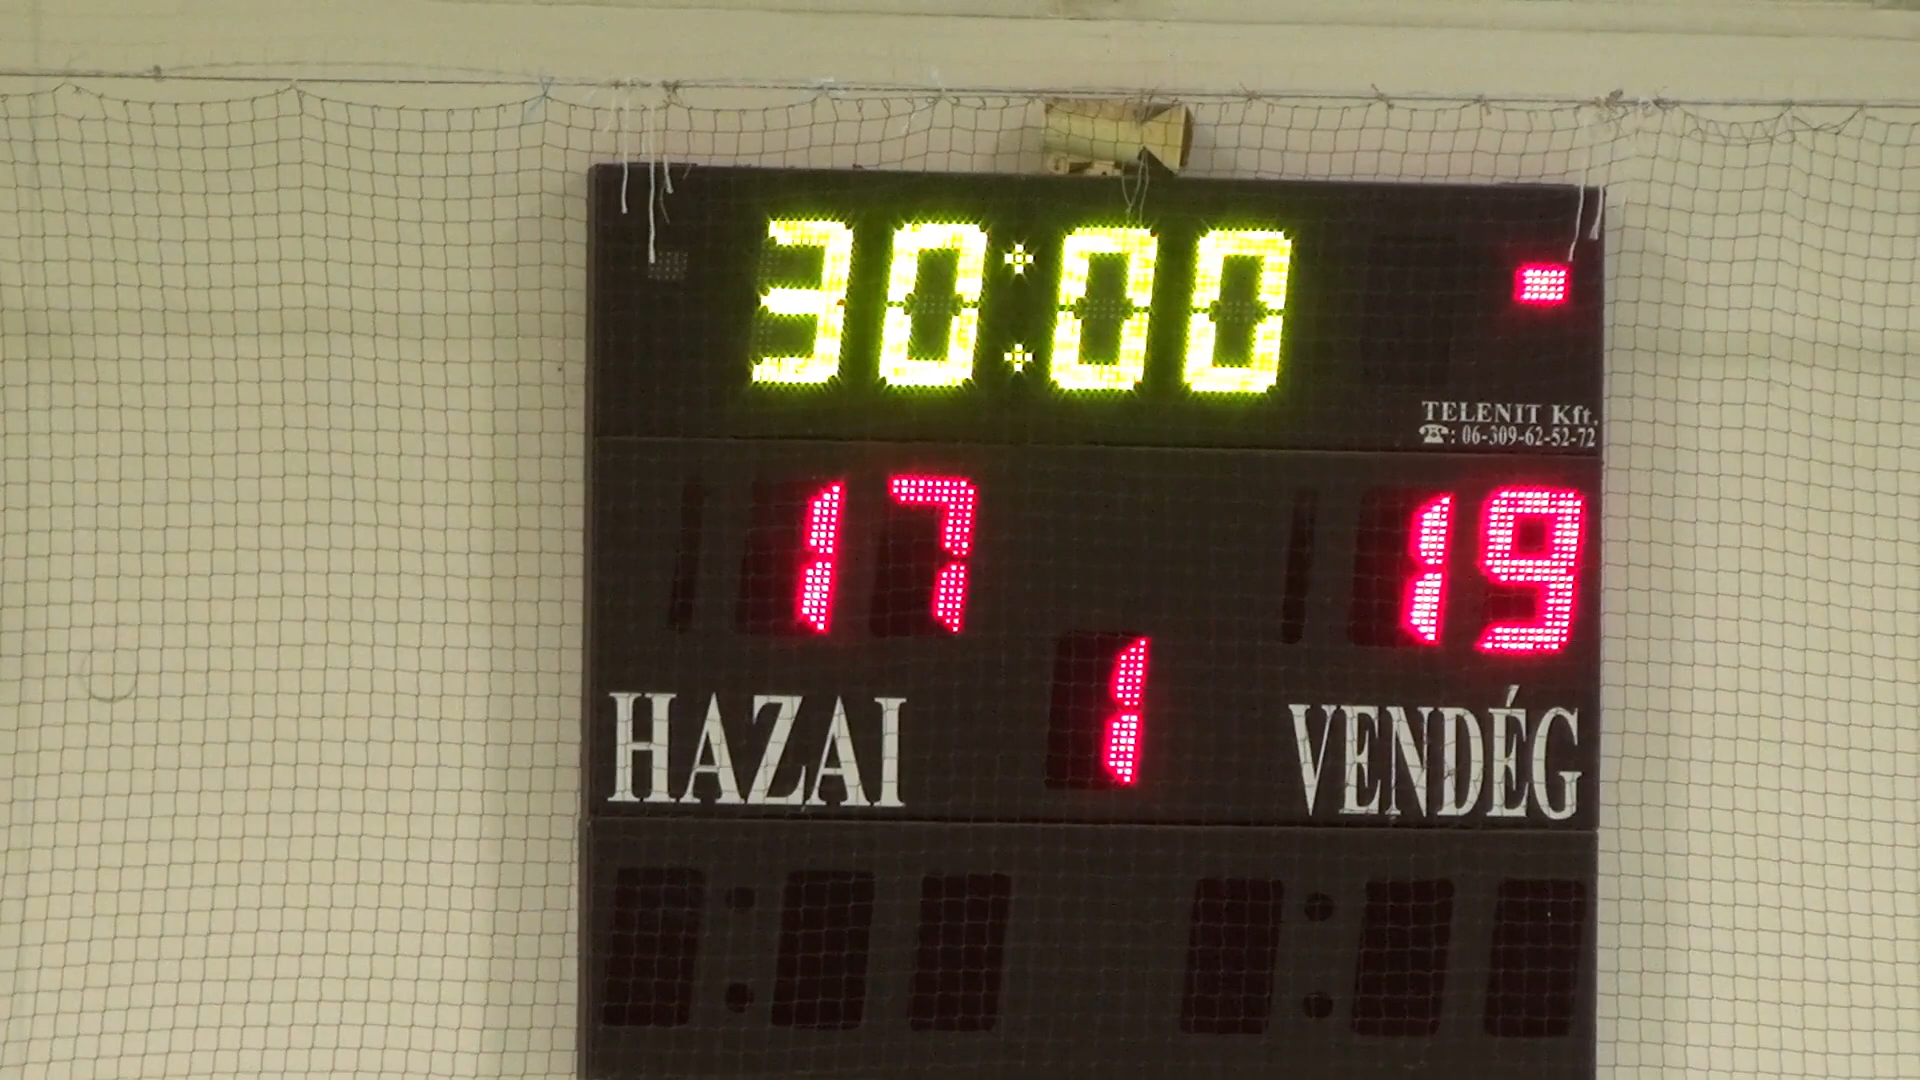 30:00
TELENIT Kft.
☎: 06-309-62-52-72
17 19
1
HAZAI VENDÉG